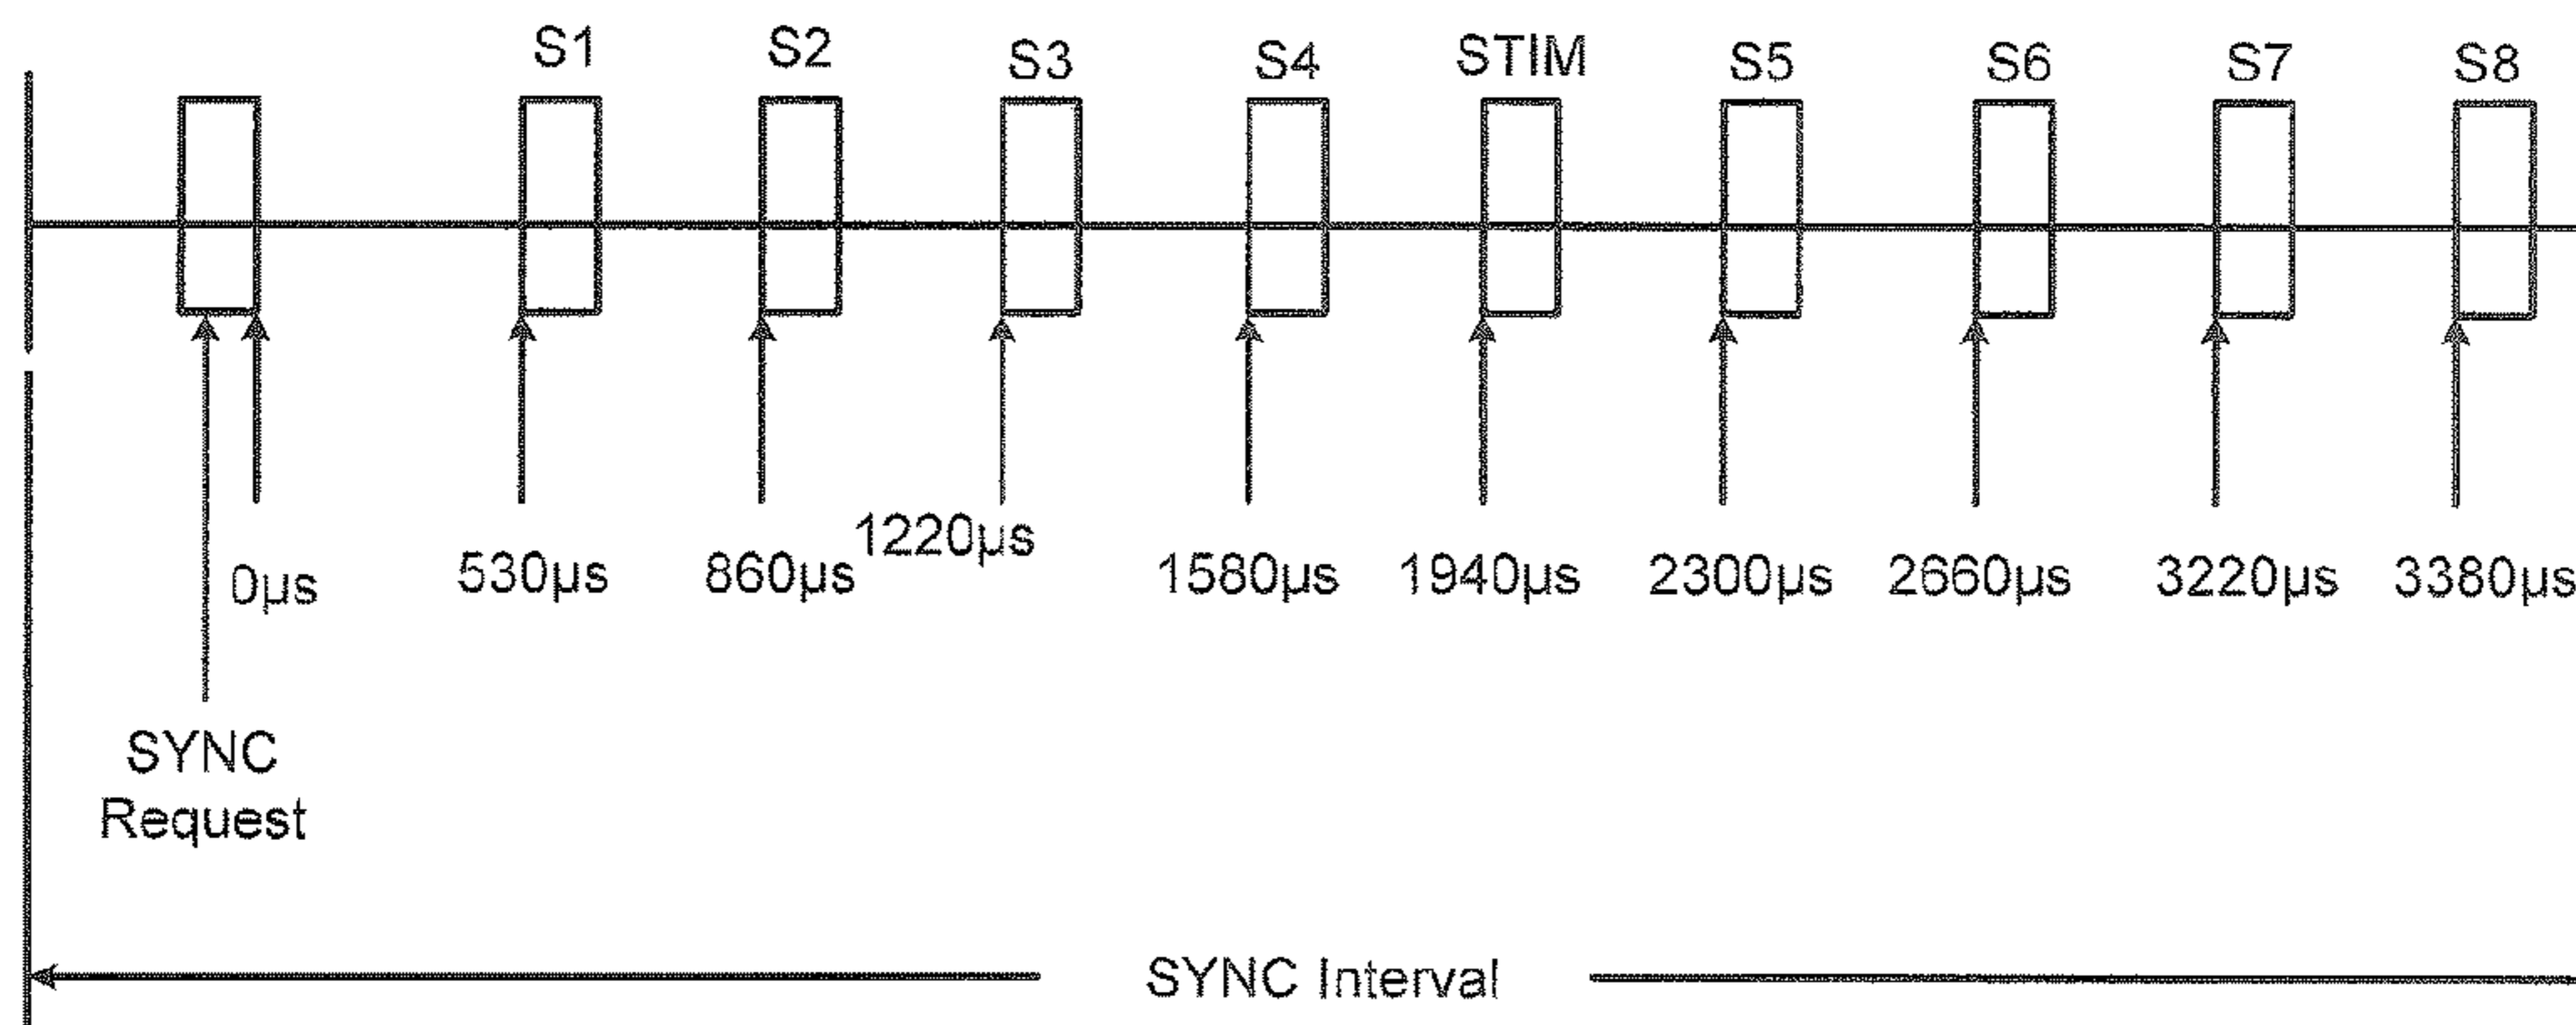 S1 S2 S3 S4 STIM S5 S6 S7 S8
0µs 530µs 860µs 1220µs 1580µs 1940µs 2300µs 2660µs 3220µs 3380µs
SYNC
Request
SYNC Interval